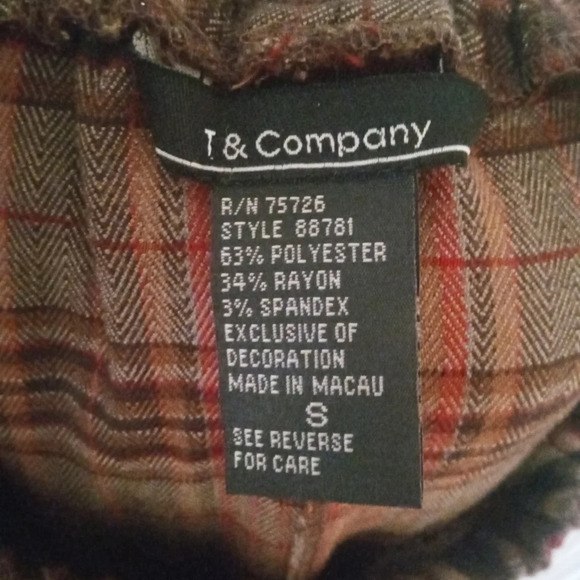 T & Company
R/N 75726
STYLE 88781
63% POLYESTER
34% RAYON
3% SPANDEX
EXCLUSIVE OF
DECORATION
MADE IN MACAU
S
SEE REVERSE
FOR CARE